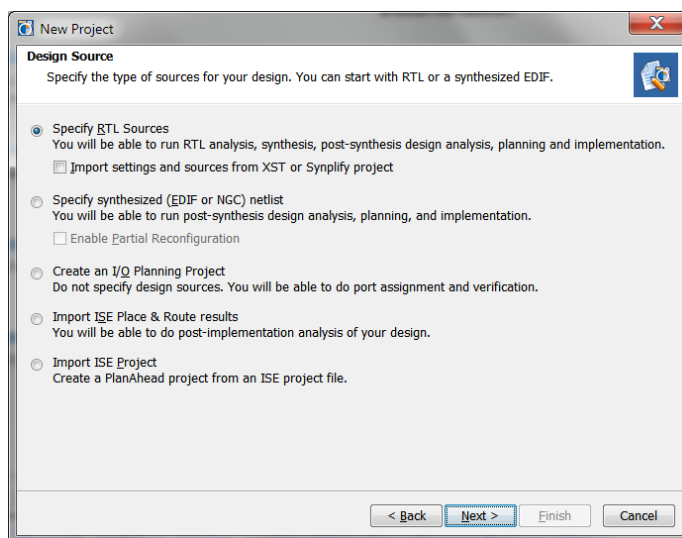 New Project
Design Source
Specify the type of sources for your design. You can start with RTL or a synthesized EDIF.
Specify RTL Sources
You will be able to run RTL analysis, synthesis, post-synthesis design analysis, planning and implementation.
Import settings and sources from XST or Synplify project
Specify synthesized (EDIF or NGC) netlist
You will be able to run post-synthesis design analysis, planning, and implementation.
Enable Partial Reconfiguration
Create an I/O Planning Project
Do not specify design sources. You will be able to do port assignment and verification.
Import ISE Place & Route results
You will be able to do post-implementation analysis of your design.
Import ISE Project
Create a PlanAhead project from an ISE project file.
< Back Next > Finish Cancel